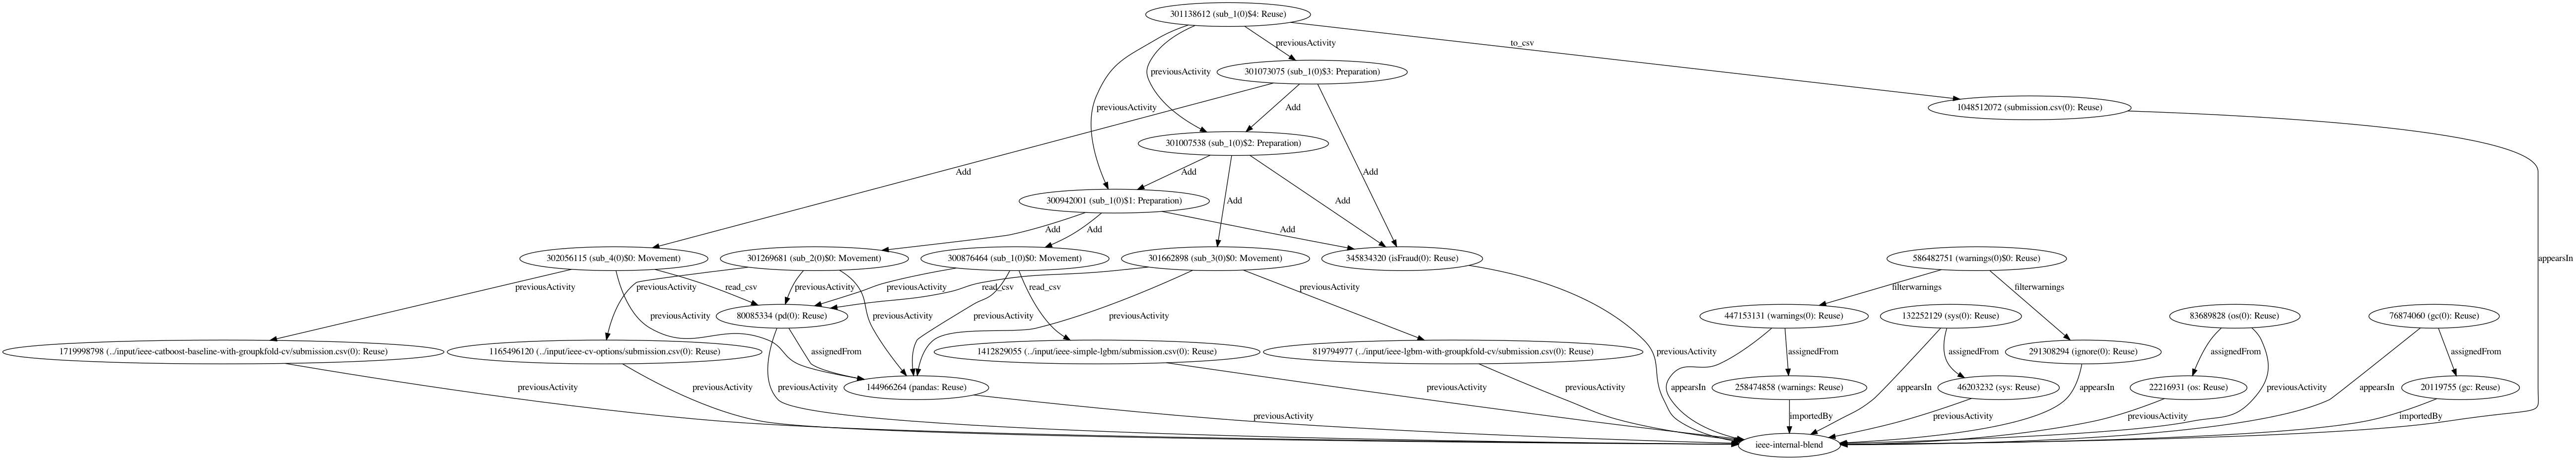 301138612 (sub_1(0)$4: Reuse)
previousActivity
to_csv
previousActivity
301073075 (sub_1(0)$3: Preparation)
previousActivity
Add
1048512072 (submission.csv(0): Reuse)
301007538 (sub_1(0)$2: Preparation)
Add
Add
Add
300942001 (sub_1(0)$1: Preparation)
Add
Add
Add
Add
Add
302056115 (sub_4(0)$0: Movement)
301269681 (sub_2(0)$0: Movement)
300876464 (sub_1(0)$0: Movement)
301662898 (sub_3(0)$0: Movement)
345834320 (isFraud(0): Reuse)
586482751 (warnings(0)$0: Reuse)
appearsIn
previousActivity
read_csv
previousActivity
previousActivity
previousActivity
read_csv
read_csv
previousActivity
filterwarnings
filterwarnings
80085334 (pd(0): Reuse)
previousActivity
previousActivity
previousActivity
previousActivity
447153131 (warnings(0): Reuse)
132252129 (sys(0): Reuse)
83689828 (os(0): Reuse)
76874060 (gc(0): Reuse)
1719998798 (../input/ieee-catboost-baseline-with-groupkfold-cv/submission.csv(0): Reuse)
1165496120 (../input/ieee-cv-options/submission.csv(0): Reuse)
assignedFrom
1412829055 (../input/ieee-simple-lgbm/submission.csv(0): Reuse)
819794977 (../input/ieee-lgbm-with-groupkfold-cv/submission.csv(0): Reuse)
previousActivity
assignedFrom
assignedFrom
291308294 (ignore(0): Reuse)
assignedFrom
assignedFrom
previousActivity
previousActivity
previousActivity
144966264 (pandas: Reuse)
previousActivity
previousActivity
appearsIn
258474858 (warnings: Reuse)
appearsIn
46203232 (sys: Reuse)
appearsIn
22216931 (os: Reuse)
previousActivity
appearsIn
20119755 (gc: Reuse)
previousActivity
importedBy
previousActivity
previousActivity
importedBy
ieee-internal-blend